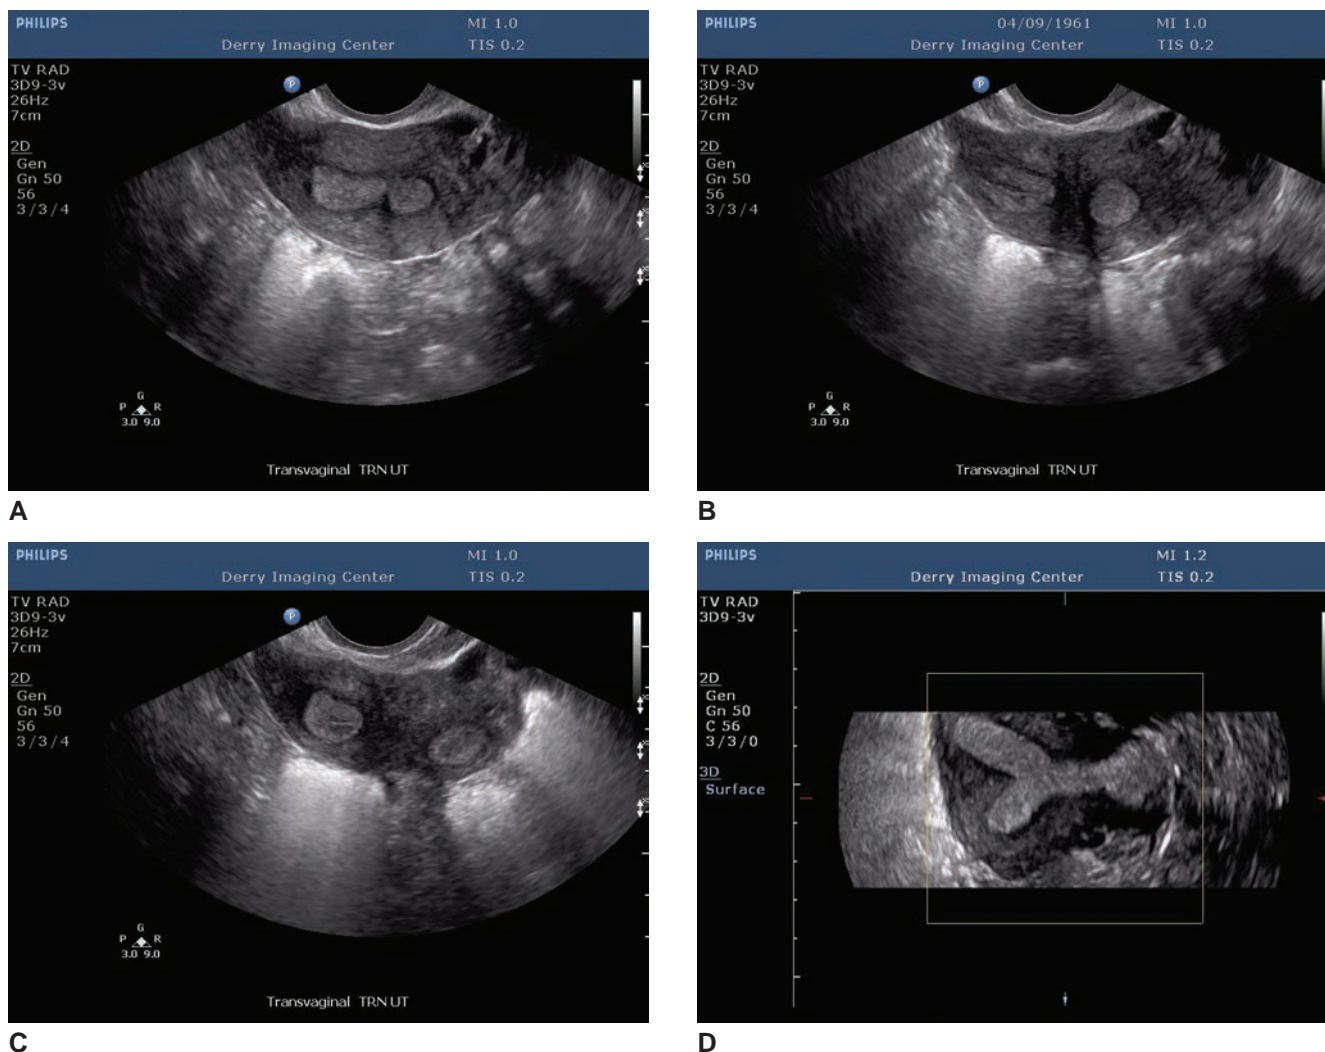 PHILIPS MI 1.0
Derry Imaging Center TIS 0.2
TV RAD
3D9-3v
26Hz
7cm
P
2D
Gen
Gn 50
56
3/3/4
G
P R
3.0 9.0
Transvaginal TRN UT
A
PHILIPS 04/09/1961 MI 1.0
Derry Imaging Center TIS 0.2
TV RAD
3D9-3v
26Hz
7cm
P
2D
Gen
Gn 50
56
3/3/4
G
P R
3.0 9.0
Transvaginal TRN UT
B
PHILIPS MI 1.0
Derry Imaging Center TIS 0.2
TV RAD
3D9-3v
26Hz
7cm
P
2D
Gen
Gn 50
56
3/3/4
G
P R
3.0 9.0
Transvaginal TRN UT
C
PHILIPS MI 1.2
Derry Imaging Center TIS 0.2
TV RAD
3D9-3v
2D
Gen
Gn 50
C 56
3/3/0
3D
Surface
D